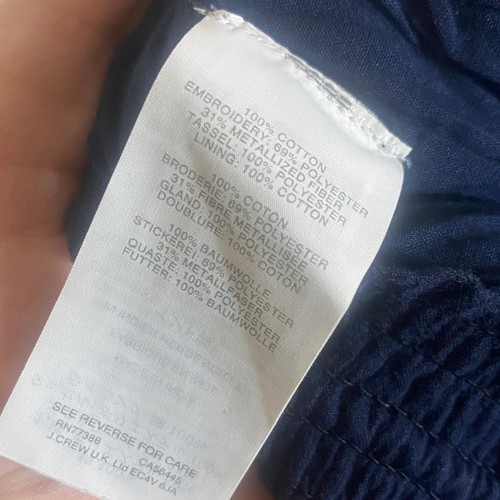 100% COTTON
EMBROIDERY: 69% POLYESTER
31% METALLIZED FIBER
TASSEL: 100% POLYESTER
LINING: 100% COTTON
100% COTON
BRODERIE: 69% POLYESTER
31% FIBRE METALLISLE
GLAND: 100% POLYESTER
DOUBLURE: 100% COTON
100% BAUMWOLLE
STICKEREI: 69% POLYESTER
31% METALLFASER
QUASTE: 100% POLYESTER
FUTTER: 100% BAUMWOLLE
SEE REVERSE FOR CARE
RN77388 CA56445
J.CREW U.K. Ltd EC4V 6JA